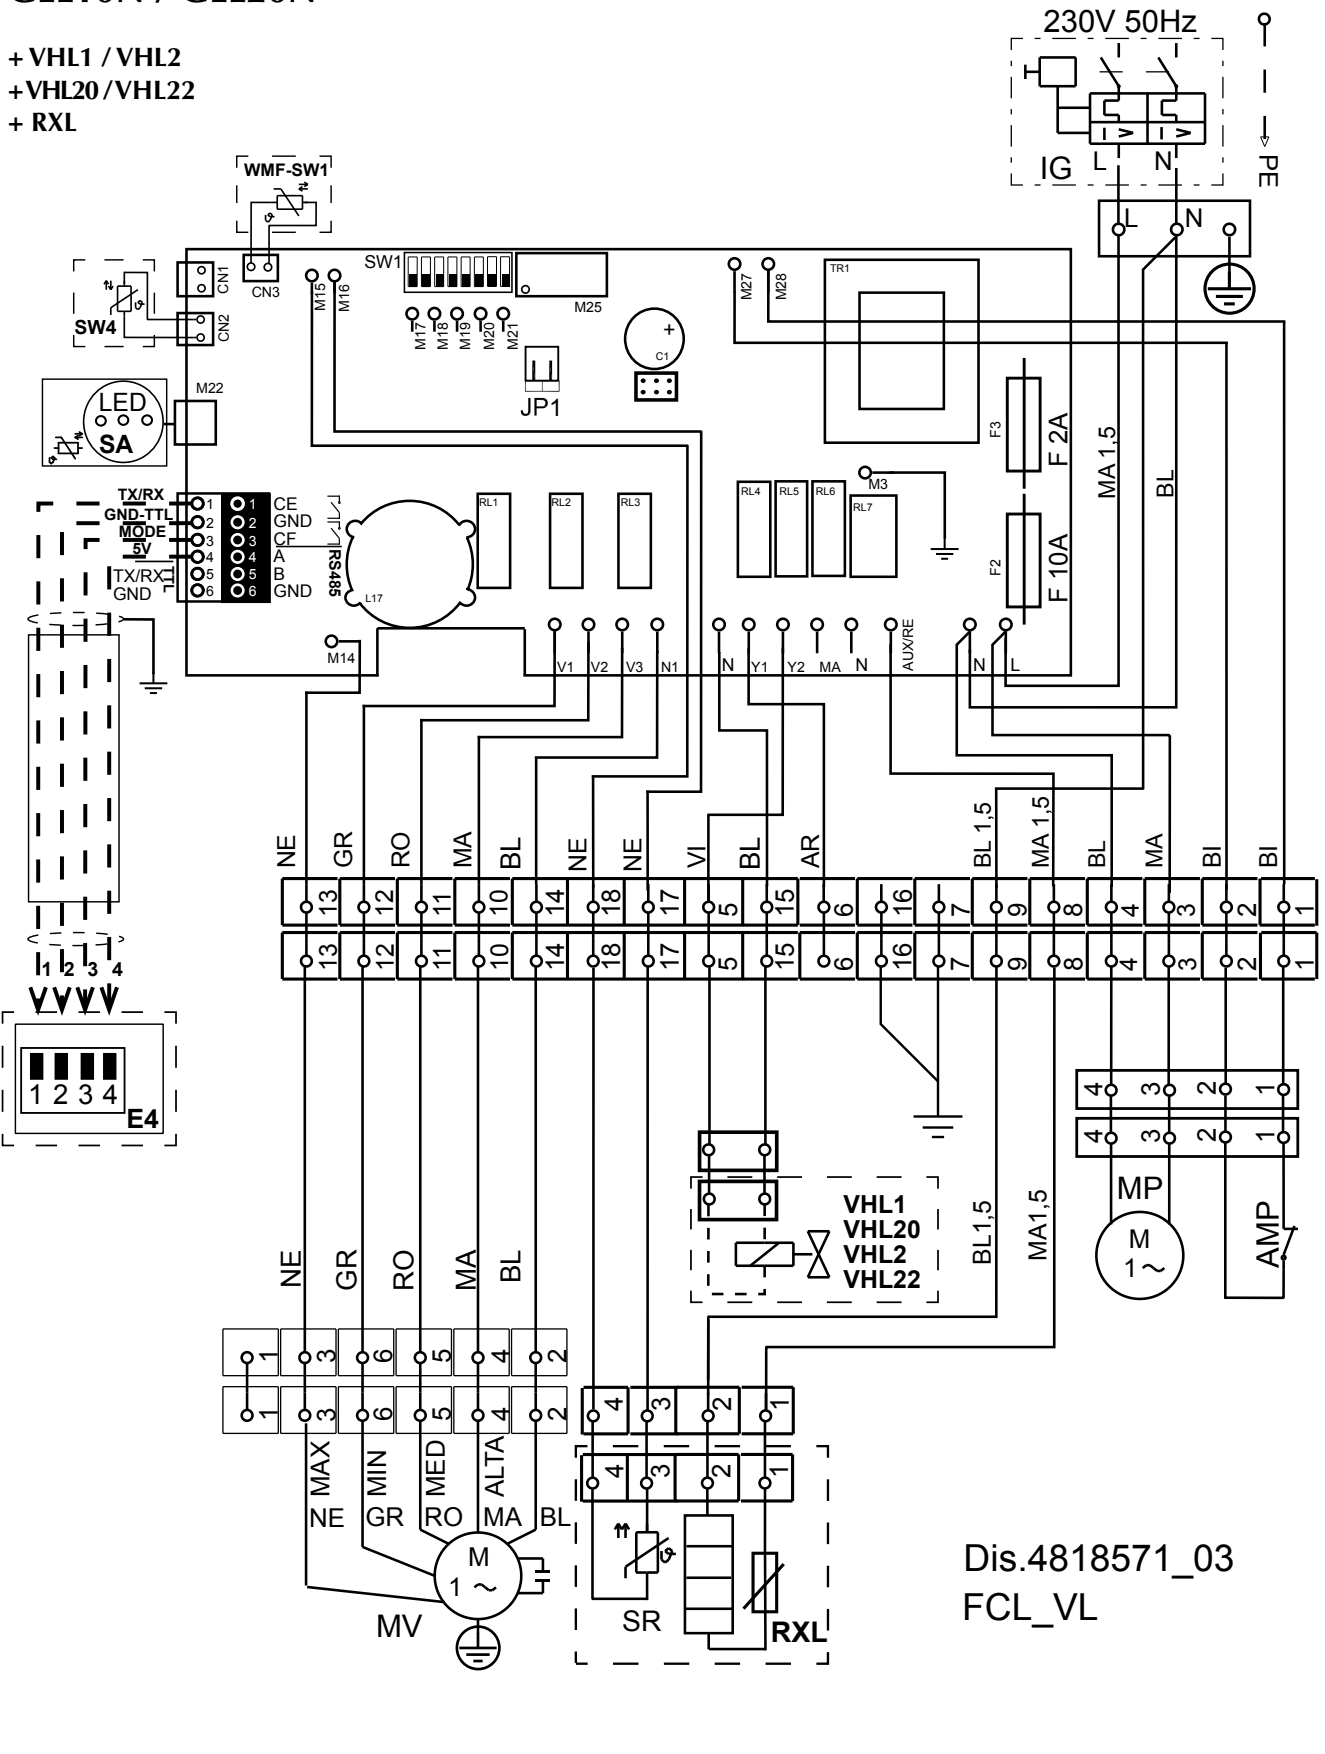 230V 50Hz
+ VHL1 / VHL2
+VHL20 /VHL22
+ RXL
IG
L
N
PE
L
N
WMF-SW1
SW4
CN1
CN2
CN3
M15
M16
SW1
M17
M18
M19
M20
M21
M25
JP1
+
C1
M27
M28
TR1
F3
F 2A
F2
F 10A
MA 1,5
BL
M22
LED
SA
M3
RL1
RL2
RL3
RL4
RL5
RL6
RL7
TX/RX
GND-TTL
MODE
5V
TX/RX
GND
TTL
1 1 CE
2 2 GND
3 3 CF
4 4 A
5 5 B
6 6 GND
RS485
L17
M14
V1 V2 V3 N1 N Y1 Y2 MA N AUX/RE N L
NE GR RO MA BL NE NE VI BL AR BL 1,5 MA 1,5 BL MA BI BI
13 12 11 10 14 18 17 5 15 6 16 7 9 8 4 3 2 1
13 12 11 10 14 18 17 5 15 6 16 7 9 8 4 3 2 1
1 2 3 4
1 2 3 4
E4
4 3 2 1
4 3 2 1
MP
M
1~
AMP
VHL1
VHL20
VHL2
VHL22
BL1,5
MA1,5
NE GR RO MA BL
1 3 6 5 4 2
1 3 6 5 4 2
MAX MIN MED ALTA
NE GR RO MA BL
M
1 ~
MV
4 3 2 1
4 3 2 1
SR
RXL
Dis.4818571_03
FCL_VL